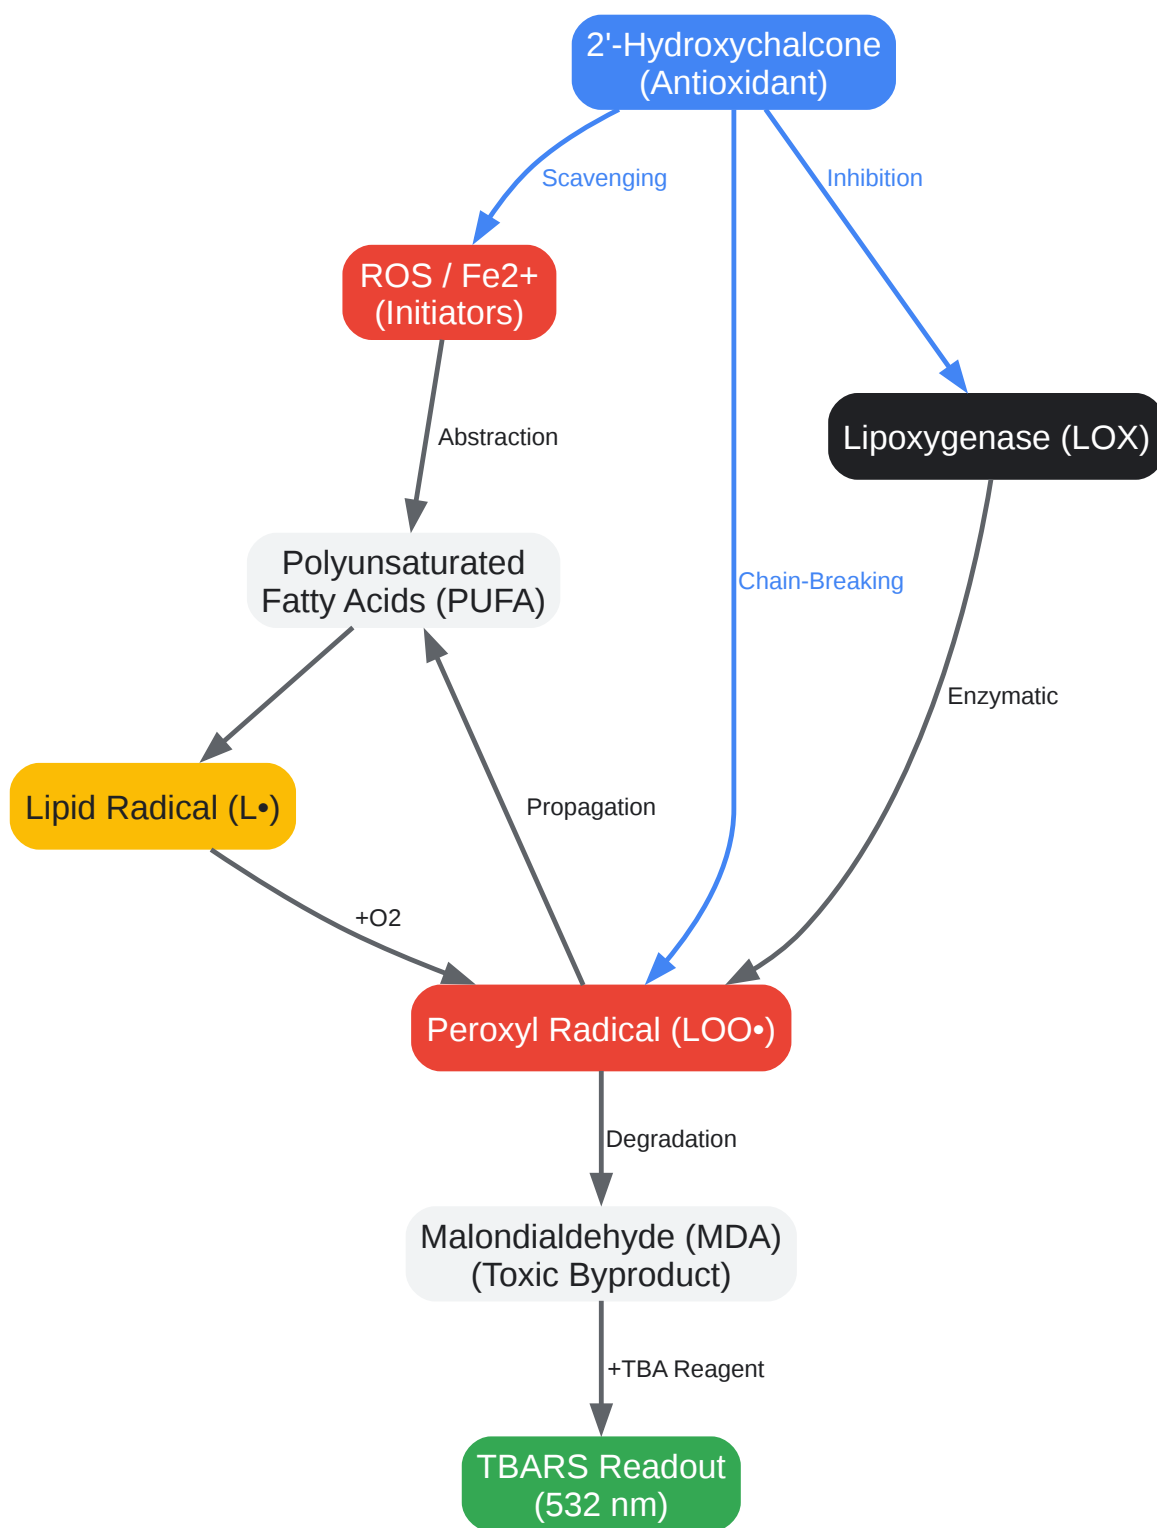 2'-Hydroxychalcone
(Antioxidant)
Scavenging
Inhibition
ROS / Fe2+
(Initiators)
Abstraction
Lipoxygenase (LOX)
Polyunsaturated
Fatty Acids (PUFA)
Chain-Breaking
Enzymatic
Lipid Radical (L•)
Propagation
+O2
Peroxyl Radical (LOO•)
Degradation
Malondialdehyde (MDA)
(Toxic Byproduct)
+TBA Reagent
TBARS Readout
(532 nm)